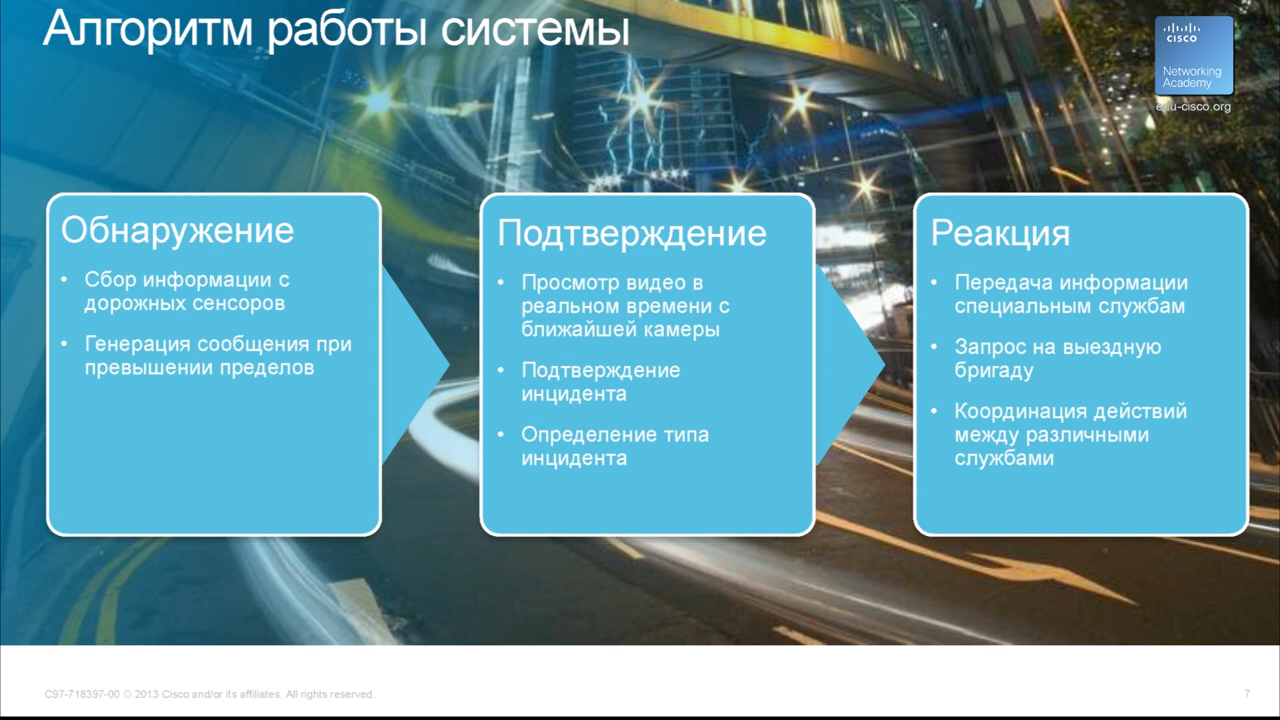 Алгоритм работы системы
cisco
Networking
Academy
edu-cisco.org
Обнаружение
• Сбор информации с
дорожных сенсоров
• Генерация сообщения при
превышении пределов
Подтверждение
• Просмотр видео в
реальном времени с
ближайшей камеры
• Подтверждение
инцидента
• Определение типа
инцидента
Реакция
• Передача информации
специальным службам
• Запрос на выездную
бригаду
• Координация действий
между различными
службами
C97-718397-00 © 2013 Cisco and/or its affiliates. All rights reserved.
7